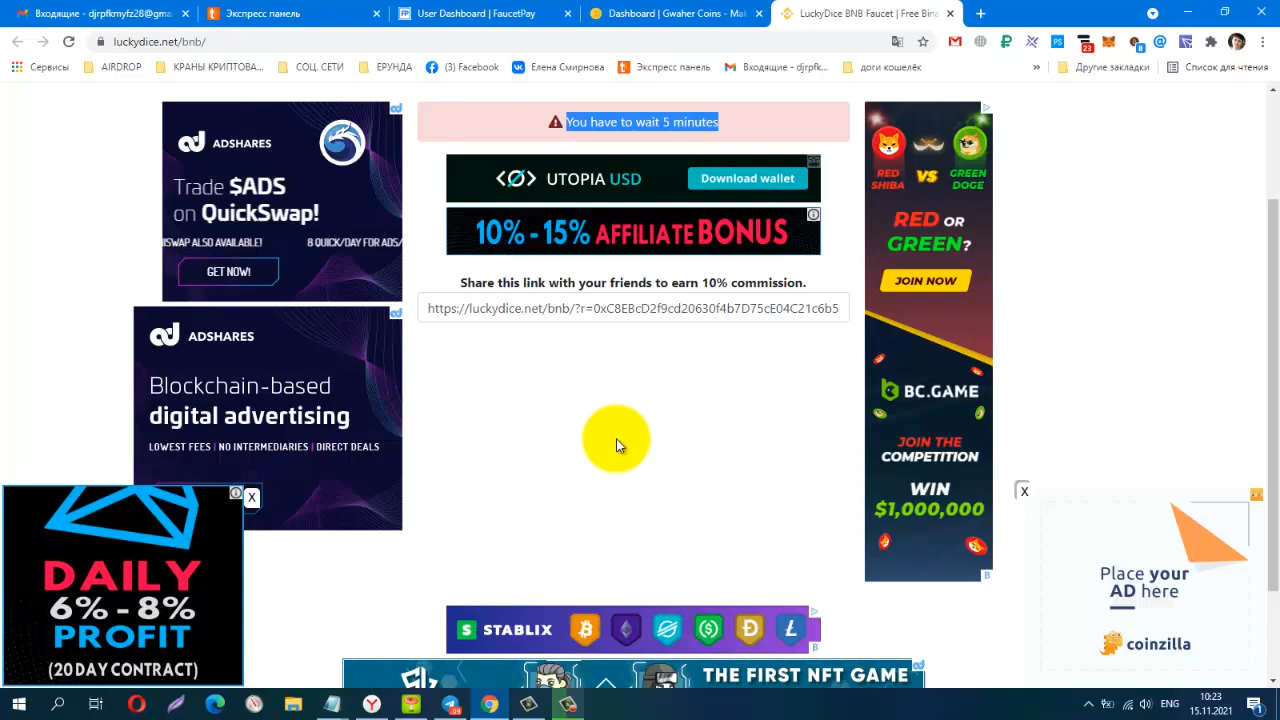 Входящие - djrpfkmyfz28@gma
Экспресс панель
User Dashboard | FaucetPay
Dashboard | Gwaher Coins - Mak
LuckyDice BNB Faucet | Free Bina
luckydice.net/bnb/
23
8
Сервисы
AIRDROP
КРАНЫ КРИПТОВА...
СОЦ. СЕТИ
ЕРУНДА
(3) Facebook
Елена Смирнова
Экспресс панель
Входящие - djrpfk...
доги кошелёк
»
Другие закладки
Список для чтения
You have to wait 5 minutes
ADSHARES
Trade $ADS
on QuickSwap!
ISWAP ALSO AVAILABLE! 8 QUICK/DAY FOR ADS/
GET NOW!
UTOPIA USD
Download wallet
10% - 15% AFFILIATE BONUS
Share this link with your friends to earn 10% commission.
https://luckydice.net/bnb/?r=0xC8EBcD2f9cd20630f4b7D75cE04C21c6b5
RED SHIBA
VS
GREEN DOGE
RED OR
GREEN?
JOIN NOW
BC.GAME
JOIN THE
COMPETITION
WIN
$1,000,000
ADSHARES
Blockchain-based
digital advertising
LOWEST FEES | NO INTERMEDIARIES | DIRECT DEALS
X
DAILY
6% - 8%
PROFIT
(20 DAY CONTRACT)
STABLIX
THE FIRST NFT GAME
X
Place your
AD here
coinzilla
ENG
10:23
15.11.2021
1